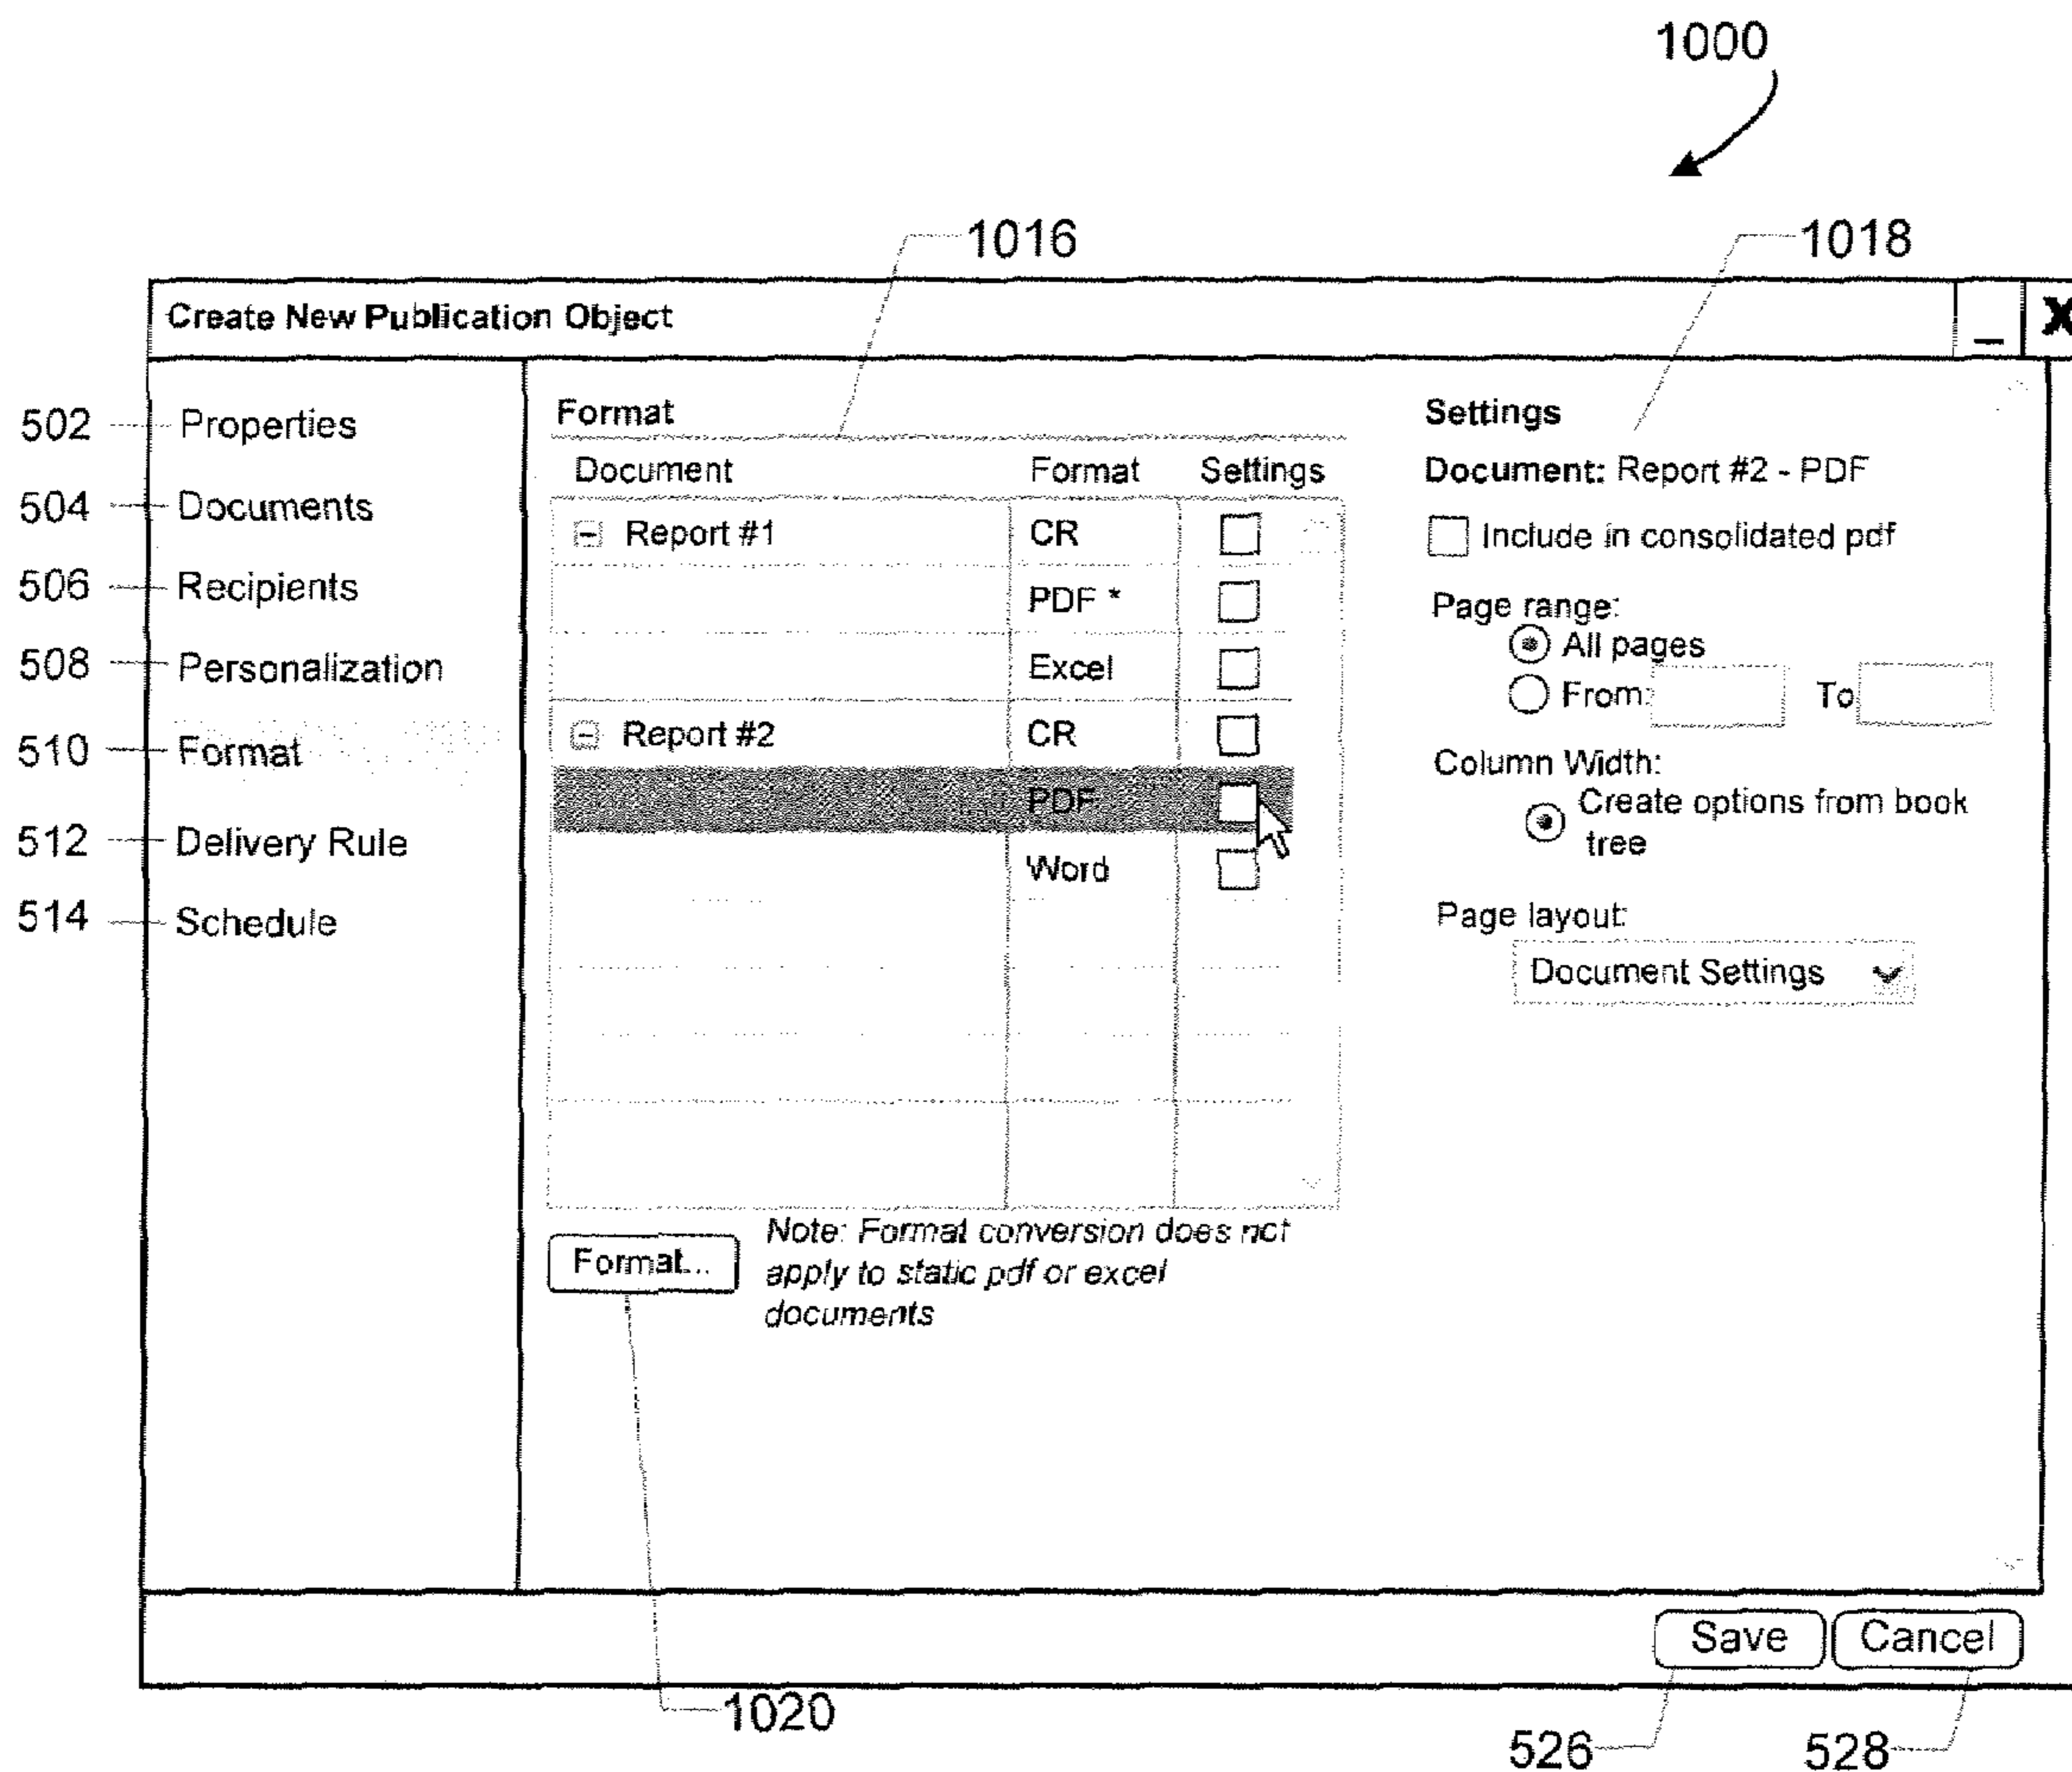 1000
1016
1018
Create New Publication Object
_ X
502 Properties
504 Documents
506 Recipients
508 Personalization
510 Format
512 Delivery Rule
514 Schedule
Format
Document Format Settings
Report #1 CR
PDF *
Excel
Report #2 CR
PDF
Word
Format...
Note: Format conversion does not
apply to static pdf or excel
documents
Settings
Document: Report #2 - PDF
Include in consolidated pdf
Page range:
All pages
From: To
Column Width:
Create options from book
tree
Page layout:
Document Settings
Save Cancel
1020
526
528